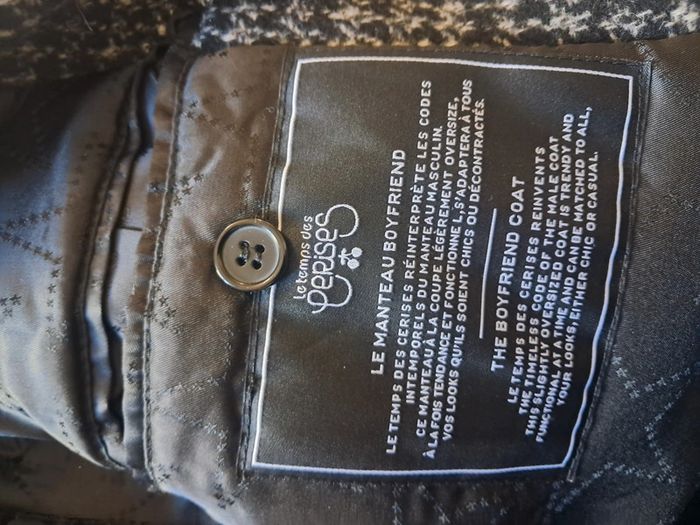 Le temps des
cerises
LE MANTEAU BOYFRIEND
LE TEMPS DES CERISES RÉINTERPRÈTE LES CODES
INTEMPORELS DU MANTEAU MASCULIN.
CE MANTEAU À LA COUPE LÉGÈREMENT OVERSIZE,
À LA FOIS TENDANCE ET FONCTIONNEL, S'ADAPTERA À TOUS
VOS LOOKS QU'ILS SOIENT CHICS OU DÉCONTRACTÉS.
THE BOYFRIEND COAT
LE TEMPS DES CERISES REINVENTS
THE TIMELESS CODE OF THE MALE COAT
THIS SLIGHTLY OVERSIZED COAT IS TRENDY AND
FUNCTIONAL AT A TIME AND CAN BE MATCHED TO ALL,
YOUR LOOKS, EITHER CHIC OR CASUAL.